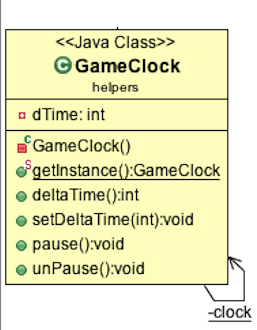 <<Java Class>>
GameClock
helpers
dTime: int
GameClock()
getInstance():GameClock
deltaTime():int
setDeltaTime(int):void
pause():void
unPause():void
-clock